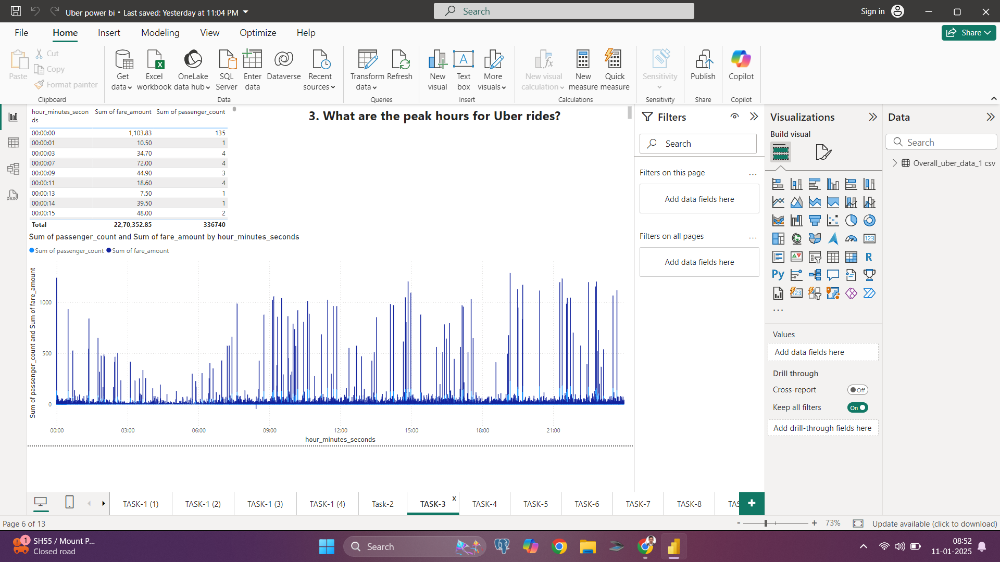 Uber power bi • Last saved: Yesterday at 11:04 PM
Search
Sign in
File
Home
Insert
Modeling
View
Optimize
Help
Share
Paste
Cut
Copy
Format painter
Clipboard
Get data
Excel workbook
OneLake data hub
SQL Server
Enter data
Dataverse
Recent sources
Data
Transform data
Refresh
Queries
New visual
Text box
More visuals
Insert
New visual calculation
New measure
Quick measure
Calculations
Sensitivity
Sensitivity
Publish
Share
Copilot
Copilot
hour_minutes_secon Sum of fare_amount Sum of passenger_count
ds
00:00:00 1,103.83 135
00:00:01 10.50 1
00:00:03 34.70 4
00:00:07 72.00 4
00:00:09 44.90 3
00:00:11 18.60 4
00:00:13 7.50 1
00:00:14 39.50 1
00:00:15 48.00 2
Total 22,70,352.85 336740
3. What are the peak hours for Uber rides?
Sum of passenger_count and Sum of fare_amount by hour_minutes_seconds
Sum of passenger_count Sum of fare_amount
Sum of passenger_count and Sum of fare_amount
1000
500
0
00:00 03:00 06:00 09:00 12:00 15:00 18:00 21:00
hour_minutes_seconds
Filters
Search
Filters on this page
Add data fields here
Filters on all pages
Add data fields here
Visualizations
Build visual
123
R
Py
123
Values
Add data fields here
Drill through
Cross-report Off
Keep all filters On
Add drill-through fields here
Data
Search
Overall_uber_data_1 csv
DAX
TASK-1 (1) TASK-1 (2) TASK-1 (3) TASK-1 (4) Task-2 TASK-3 x TASK-4 TASK-5 TASK-6 TASK-7 TASK-8 TAS +
Page 6 of 13
- + 73%
Update available (click to download)
1
SH55 / Mount P...
Closed road
Search
08:52
11-01-2025